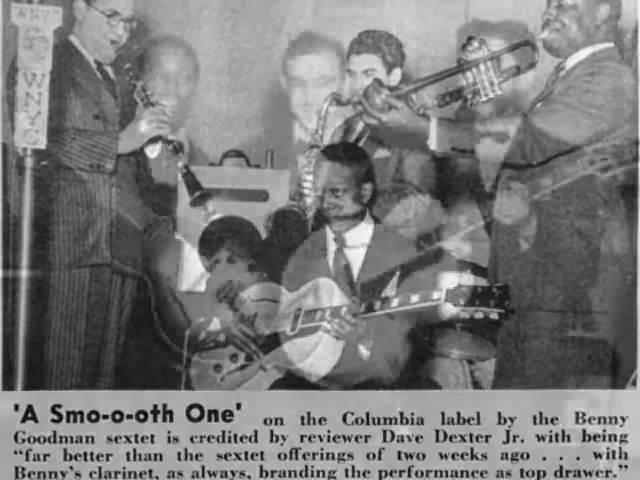 WNYC
'A Smo-o-oth One' on the Columbia label by the Benny
Goodman sextet is credited by reviewer Dave Dexter Jr. with being
"far better than the sextet offerings of two weeks ago . . . with
Benny's clarinet, as always, branding the performance as top drawer."